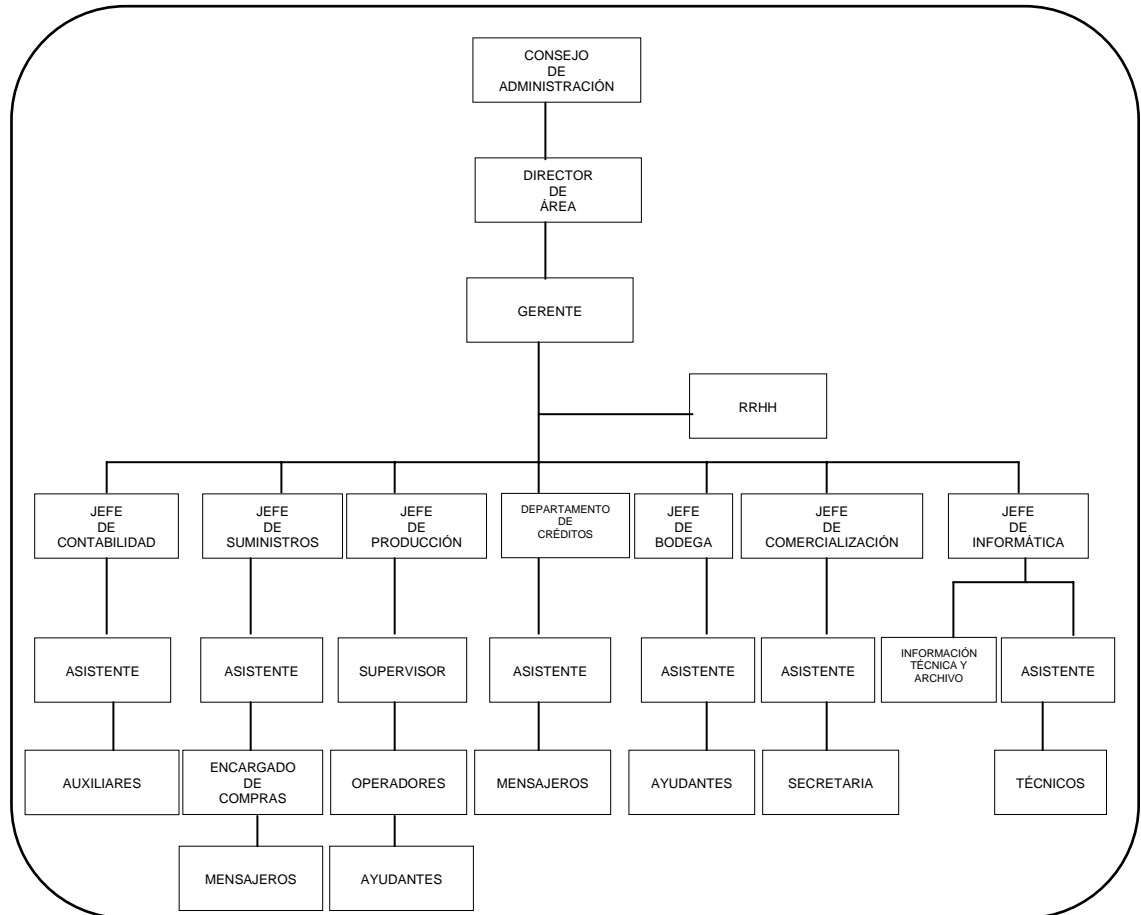 CONSEJO
DE
ADMINISTRACIÓN
DIRECTOR
DE
ÁREA
GERENTE
RRHH
JEFE
DE
CONTABILIDAD
JEFE
DE
SUMINISTROS
JEFE
DE
PRODUCCIÓN
DEPARTAMENTO
DE
CRÉDITOS
JEFE
DE
BODEGA
JEFE
DE
COMERCIALIZACIÓN
JEFE
DE
INFORMÁTICA
ASISTENTE
ASISTENTE
SUPERVISOR
ASISTENTE
ASISTENTE
ASISTENTE
INFORMACIÓN
TÉCNICA Y
ARCHIVO
ASISTENTE
AUXILIARES
ENCARGADO
DE
COMPRAS
OPERADORES
MENSAJEROS
AYUDANTES
SECRETARIA
TÉCNICOS
MENSAJEROS
AYUDANTES